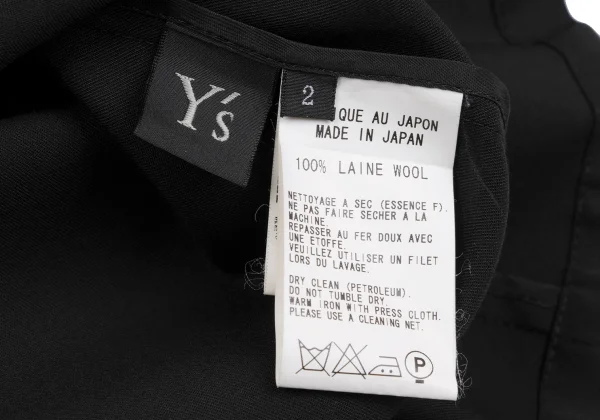 Y's
2
QUE AU JAPON
MADE IN JAPAN
100% LAINE WOOL
NETTOYAGE A SEC (ESSENCE F).
NE PAS FAIRE SECHER A LA
MACHINE.
REPASSER AU FER DOUX AVEC
UNE ETOFFE.
VEUILLEZ UTILISER UN FILET
LORS DU LAVAGE.
DRY CLEAN (PETROLEUM).
DO NOT TUMBLE DRY.
WARM IRON WITH PRESS CLOTH.
PLEASE USE A CLEANING NET.
P